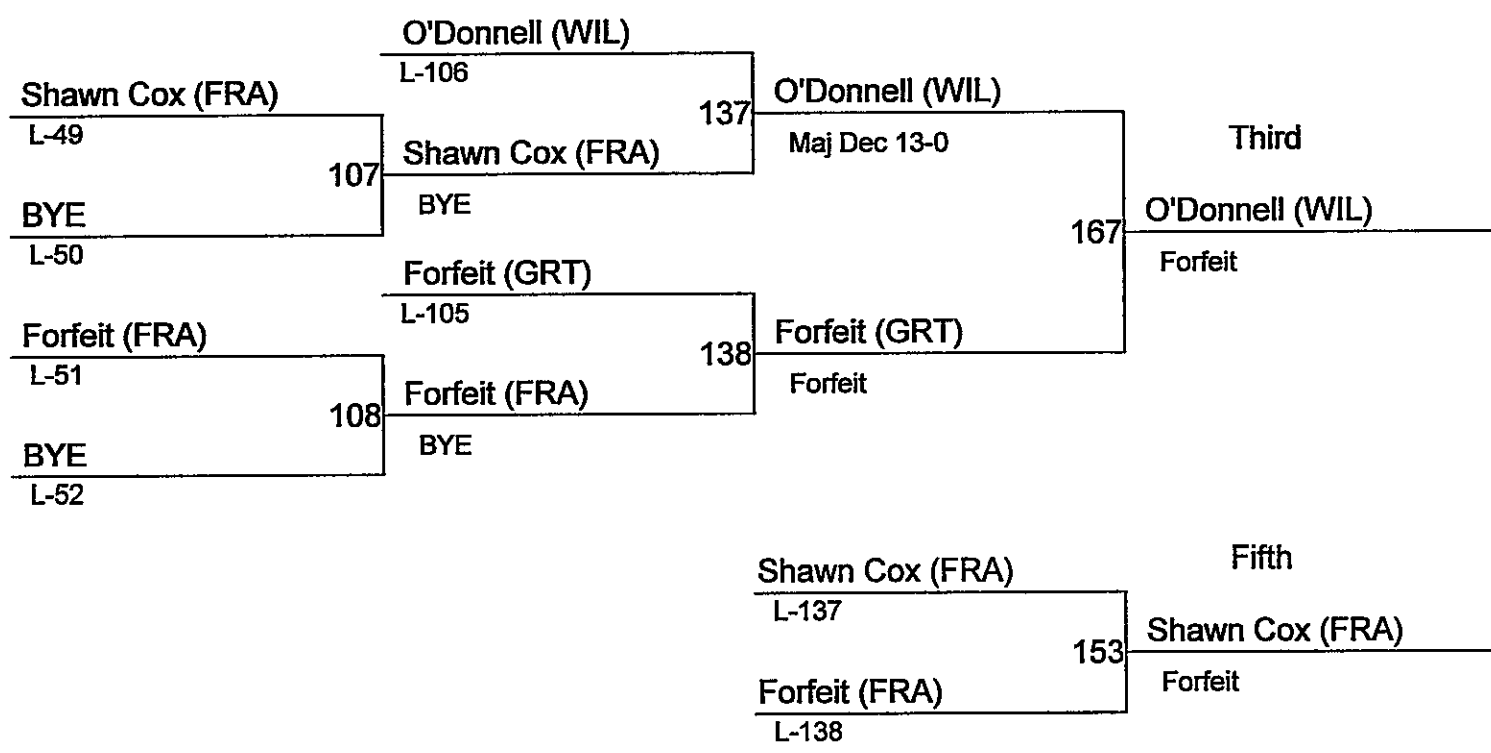 O'Donnell (WIL)
L-106
Shawn Cox (FRA)
L-49
137
O'Donnell (WIL)
Maj Dec 13-0
Third
107
Shawn Cox (FRA)
BYE
BYE
L-50
167
O'Donnell (WIL)
Forfeit
Forfeit (GRT)
L-105
Forfeit (FRA)
L-51
138
Forfeit (GRT)
Forfeit
108
Forfeit (FRA)
BYE
BYE
L-52
Fifth
Shawn Cox (FRA)
L-137
153
Shawn Cox (FRA)
Forfeit
Forfeit (FRA)
L-138